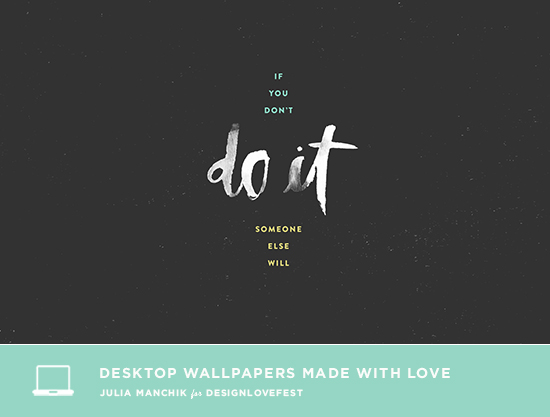 IF
YOU
DON'T
do it
SOMEONE
ELSE
WILL
DESKTOP WALLPAPERS MADE WITH LOVE
JULIA MANCHIK for DESIGNLOVEFEST